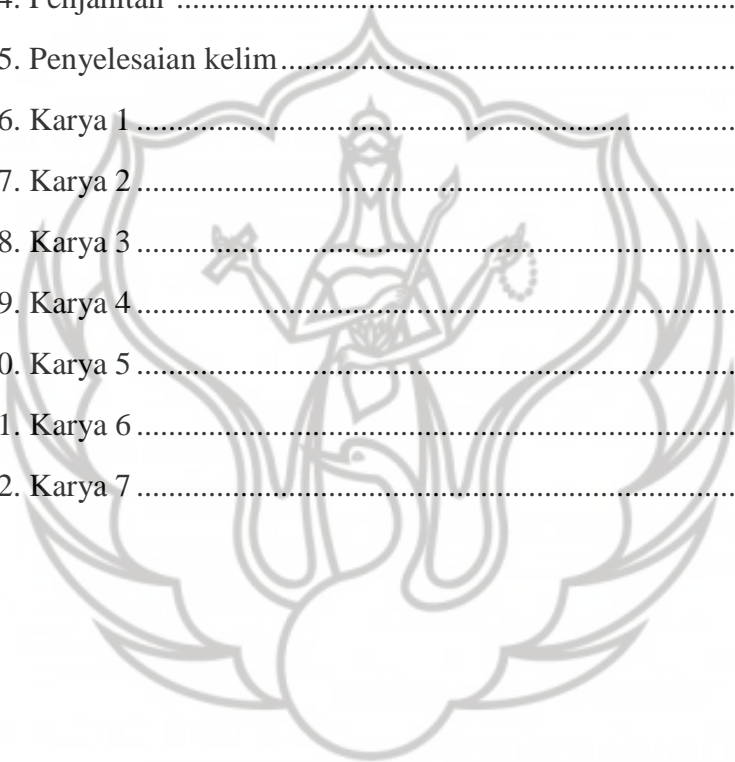 4. Penjahitan ........................................................................
5. Penyelesaian kelim ........................................................
6. Karya 1 ..........................................................................
7. Karya 2 ..........................................................................
8. Karya 3 ..........................................................................
9. Karya 4 ..........................................................................
0. Karya 5 ..........................................................................
1. Karya 6 ..........................................................................
2. Karya 7 ..........................................................................